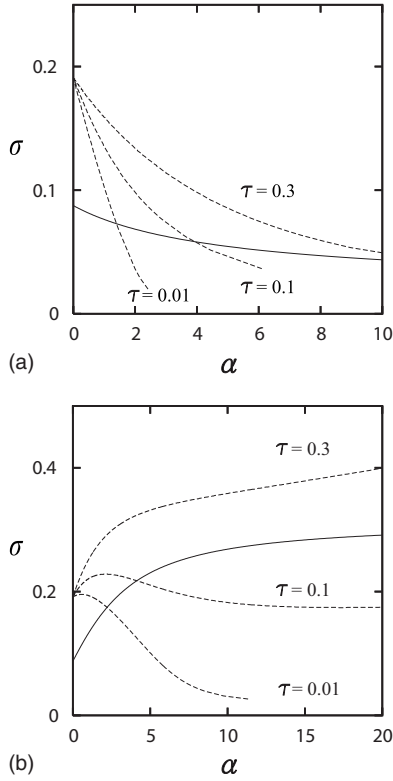 0.2
σ
0.1
τ = 0.3
τ = 0.1
τ = 0.01
0
0 2 4 6 8 10
(a)
α
0.4
τ = 0.3
σ
0.2
τ = 0.1
τ = 0.01
0
0 5 10 15 20
(b)
α